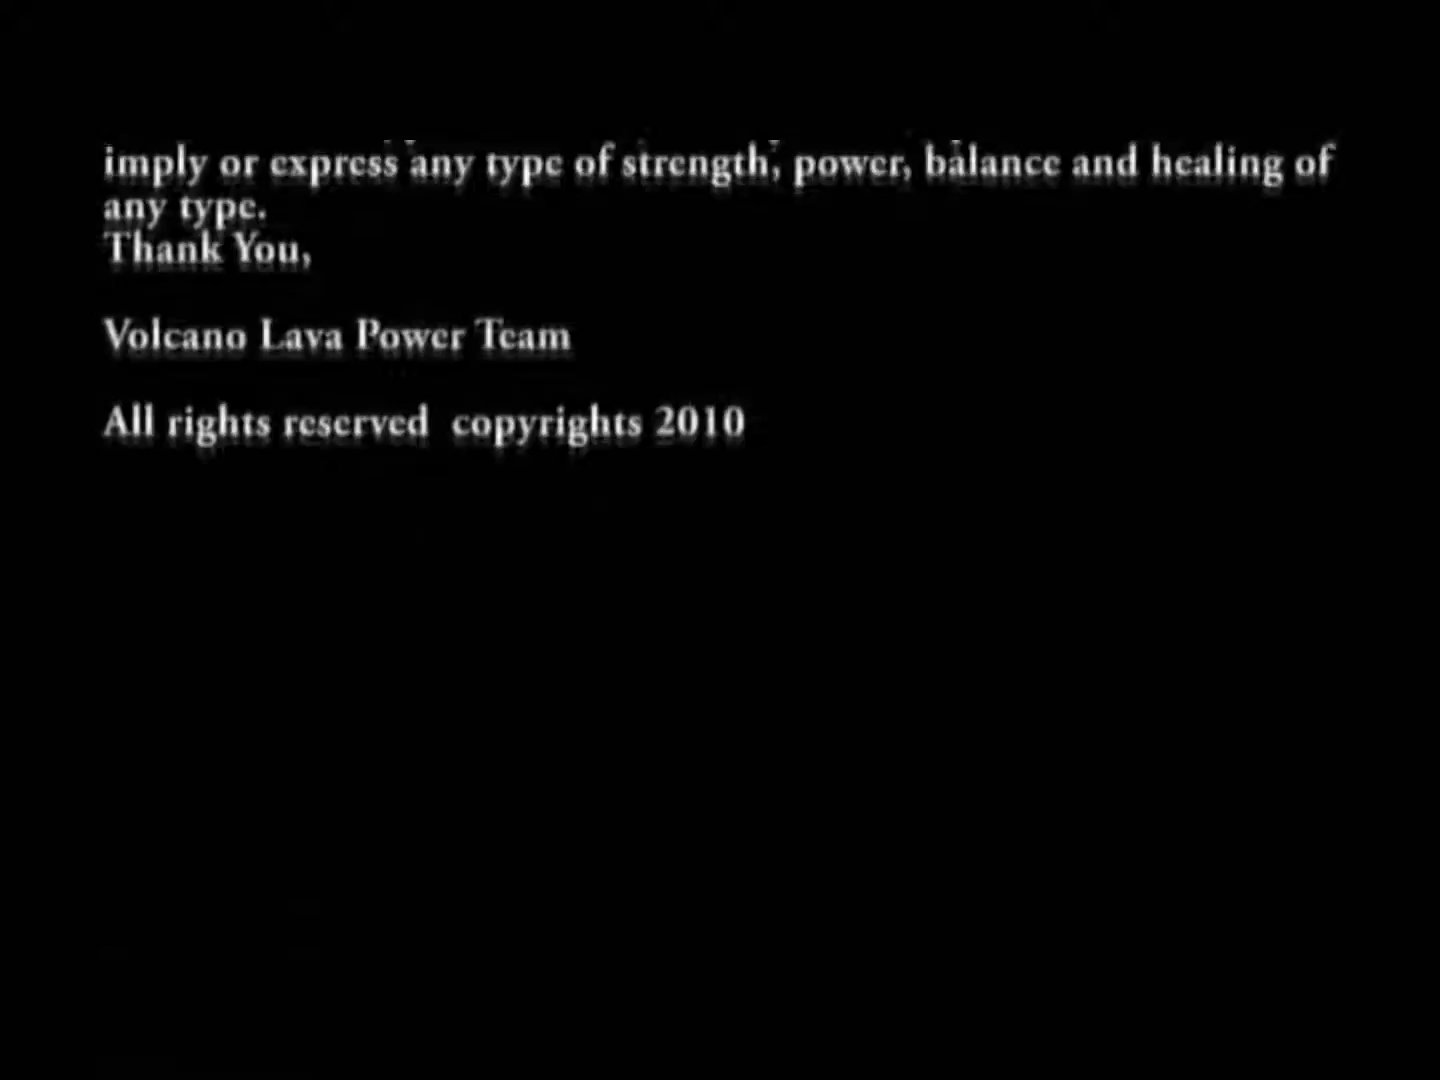 imply or express any type of strength, power, balance and healing of
any type.
Thank You,
Volcano Lava Power Team
All rights reserved copyrights 2010